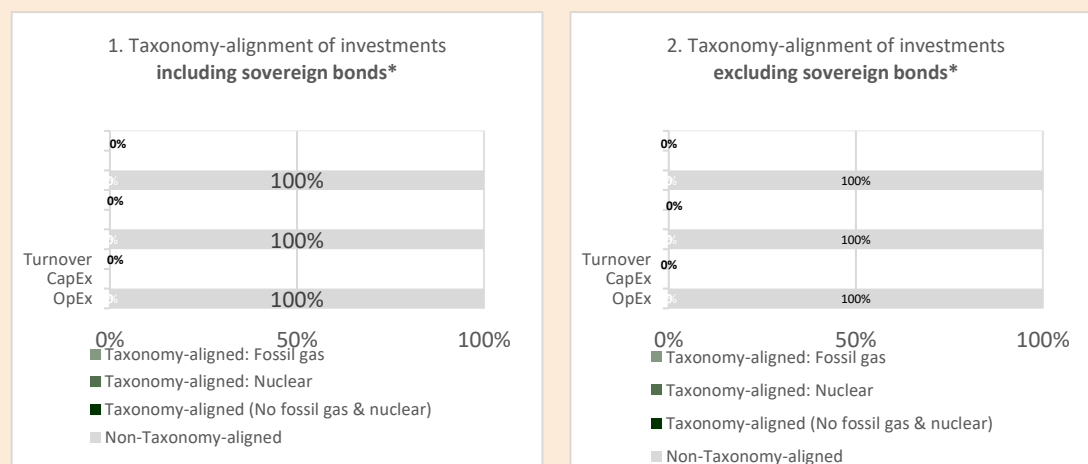 1. Taxonomy-alignment of investments
including sovereign bonds*
0%
100%
0%
100%
Turnover
0%
CapEx
OpEx
100%
0% 50% 100%
Taxonomy-aligned: Fossil gas
Taxonomy-aligned: Nuclear
Taxonomy-aligned (No fossil gas & nuclear)
Non-Taxonomy-aligned
2. Taxonomy-alignment of investments
excluding sovereign bonds*
0%
100%
0%
100%
Turnover
0%
CapEx
OpEx
100%
0% 50% 100%
Taxonomy-aligned: Fossil gas
Taxonomy-aligned: Nuclear
Taxonomy-aligned (No fossil gas & nuclear)
Non-Taxonomy-aligned